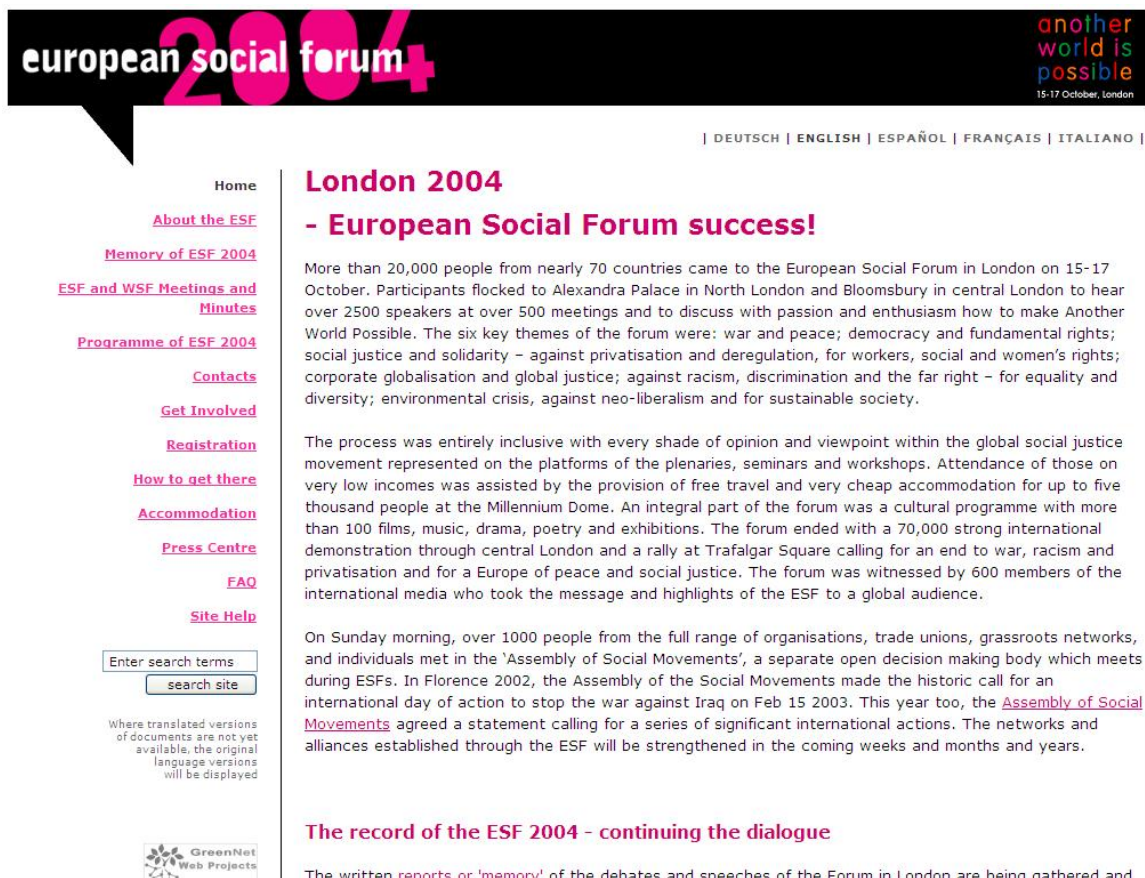 european social forum
2004
another
world is
possible
15-17 October, London
| DEUTSCH | ENGLISH | ESPAÑOL | FRANÇAIS | ITALIANO |
Home
About the ESF
Memory of ESF 2004
ESF and WSF Meetings and
Minutes
Programme of ESF 2004
Contacts
Get Involved
Registration
How to get there
Accommodation
Press Centre
FAQ
Site Help
Enter search terms
search site
Where translated versions
of documents are not yet
available, the original
language versions
will be displayed
GreenNet
Web Projects
London 2004
- European Social Forum success!
More than 20,000 people from nearly 70 countries came to the European Social Forum in London on 15-17
October. Participants flocked to Alexandra Palace in North London and Bloomsbury in central London to hear
over 2500 speakers at over 500 meetings and to discuss with passion and enthusiasm how to make Another
World Possible. The six key themes of the forum were: war and peace; democracy and fundamental rights;
social justice and solidarity – against privatisation and deregulation, for workers, social and women's rights;
corporate globalisation and global justice; against racism, discrimination and the far right – for equality and
diversity; environmental crisis, against neo-liberalism and for sustainable society.
The process was entirely inclusive with every shade of opinion and viewpoint within the global social justice
movement represented on the platforms of the plenaries, seminars and workshops. Attendance of those on
very low incomes was assisted by the provision of free travel and very cheap accommodation for up to five
thousand people at the Millennium Dome. An integral part of the forum was a cultural programme with more
than 100 films, music, drama, poetry and exhibitions. The forum ended with a 70,000 strong international
demonstration through central London and a rally at Trafalgar Square calling for an end to war, racism and
privatisation and for a Europe of peace and social justice. The forum was witnessed by 600 members of the
international media who took the message and highlights of the ESF to a global audience.
On Sunday morning, over 1000 people from the full range of organisations, trade unions, grassroots networks,
and individuals met in the 'Assembly of Social Movements', a separate open decision making body which meets
during ESFs. In Florence 2002, the Assembly of the Social Movements made the historic call for an
international day of action to stop the war against Iraq on Feb 15 2003. This year too, the Assembly of Social
Movements agreed a statement calling for a series of significant international actions. The networks and
alliances established through the ESF will be strengthened in the coming weeks and months and years.
The record of the ESF 2004 - continuing the dialogue
The written reports or 'memory' of the debates and speeches of the Forum in London are being gathered and